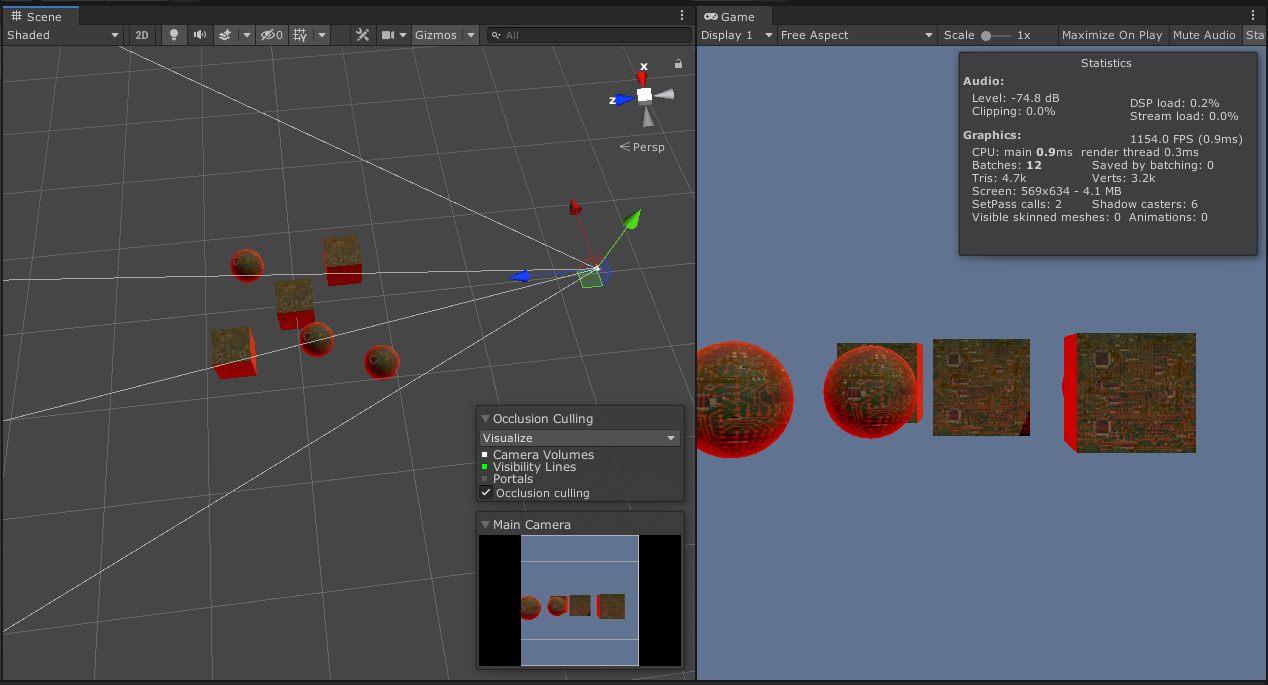 Scene
Shaded
2D
0
Gizmos
All
x
z
Persp
Occlusion Culling
Visualize
Camera Volumes
Visibility Lines
Portals
Occlusion culling
Main Camera
Game
Display 1
Free Aspect
Scale
1x
Maximize On Play
Mute Audio
Sta
Statistics
Audio:
Level: -74.8 dB
DSP load: 0.2%
Clipping: 0.0%
Stream load: 0.0%
Graphics:
1154.0 FPS (0.9ms)
CPU: main 0.9ms render thread 0.3ms
Batches: 12 Saved by batching: 0
Tris: 4.7k Verts: 3.2k
Screen: 569x634 - 4.1 MB
SetPass calls: 2 Shadow casters: 6
Visible skinned meshes: 0 Animations: 0